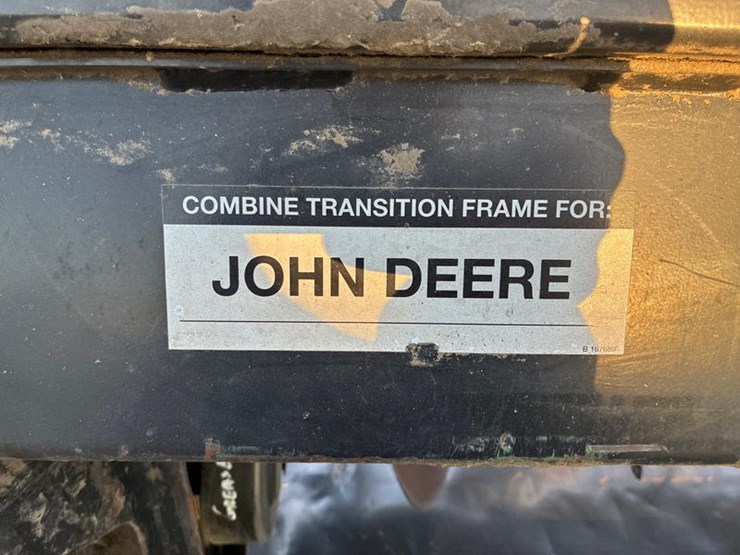 COMBINE TRANSITION FRAME FOR:
JOHN DEERE